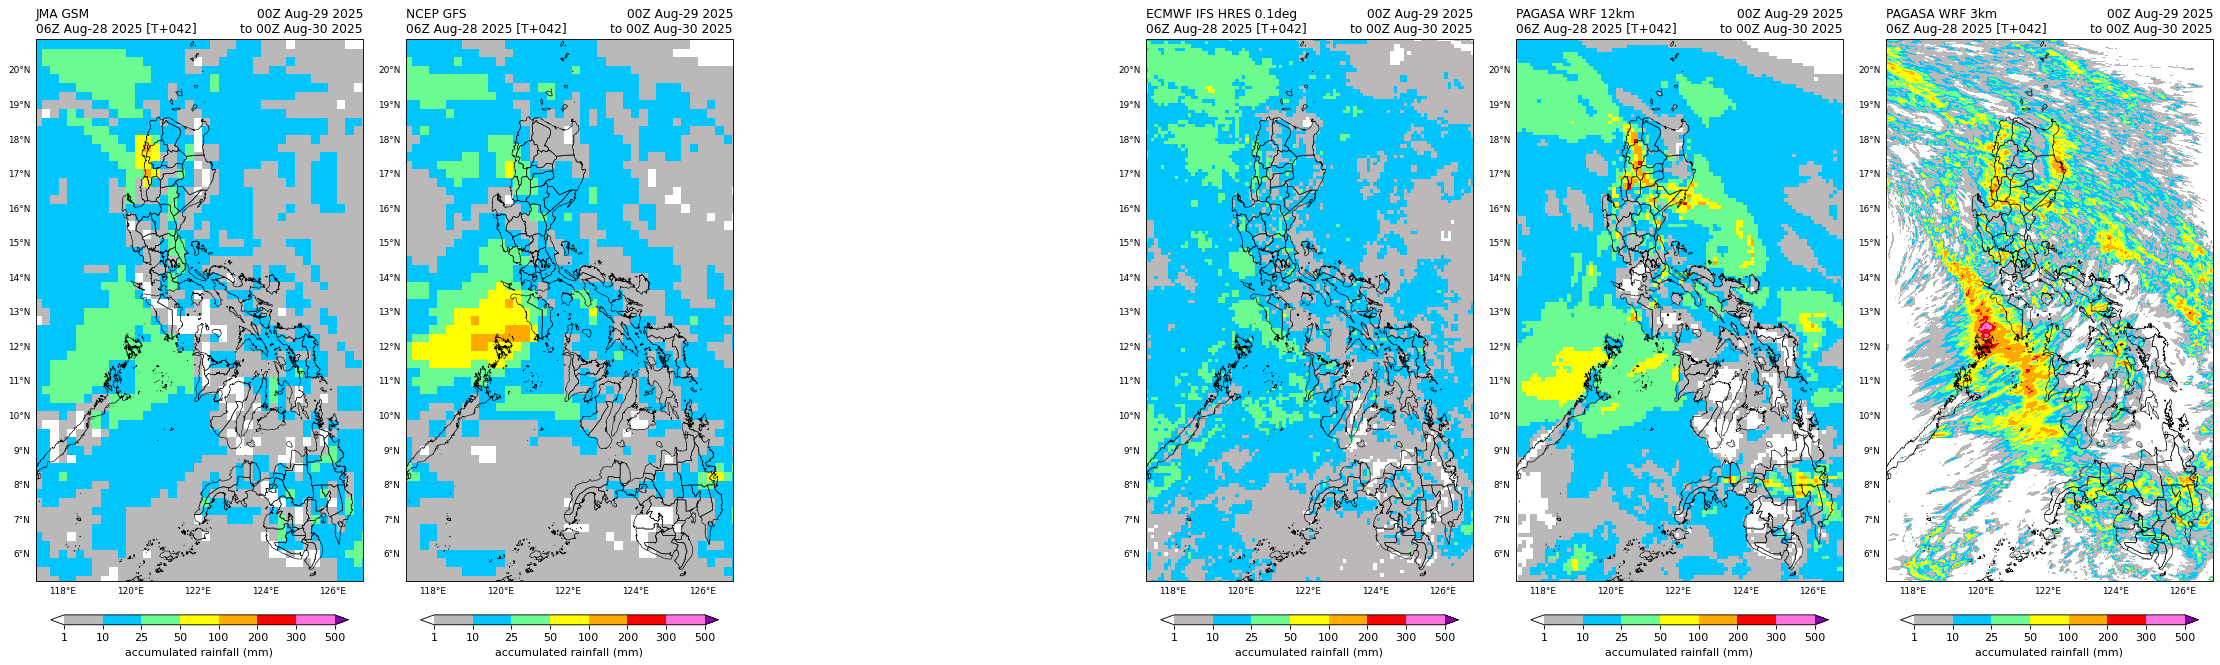 JMA GSM 00Z Aug-29 2025
06Z Aug-28 2025 [T+042] to 00Z Aug-30 2025
20°N
19°N
18°N
17°N
16°N
15°N
14°N
13°N
12°N
11°N
10°N
9°N
8°N
7°N
6°N
118°E 120°E 122°E 124°E 126°E
1 10 25 50 100 200 300 500
accumulated rainfall (mm)
NCEP GFS 00Z Aug-29 2025
06Z Aug-28 2025 [T+042] to 00Z Aug-30 2025
20°N
19°N
18°N
17°N
16°N
15°N
14°N
13°N
12°N
11°N
10°N
9°N
8°N
7°N
6°N
118°E 120°E 122°E 124°E 126°E
1 10 25 50 100 200 300 500
accumulated rainfall (mm)
ECMWF IFS HRES 0.1deg 00Z Aug-29 2025
06Z Aug-28 2025 [T+042] to 00Z Aug-30 2025
20°N
19°N
18°N
17°N
16°N
15°N
14°N
13°N
12°N
11°N
10°N
9°N
8°N
7°N
6°N
118°E 120°E 122°E 124°E 126°E
1 10 25 50 100 200 300 500
accumulated rainfall (mm)
PAGASA WRF 12km 00Z Aug-29 2025
06Z Aug-28 2025 [T+042] to 00Z Aug-30 2025
20°N
19°N
18°N
17°N
16°N
15°N
14°N
13°N
12°N
11°N
10°N
9°N
8°N
7°N
6°N
118°E 120°E 122°E 124°E 126°E
1 10 25 50 100 200 300 500
accumulated rainfall (mm)
PAGASA WRF 3km 00Z Aug-29 2025
06Z Aug-28 2025 [T+042] to 00Z Aug-30 2025
20°N
19°N
18°N
17°N
16°N
15°N
14°N
13°N
12°N
11°N
10°N
9°N
8°N
7°N
6°N
118°E 120°E 122°E 124°E 126°E
1 10 25 50 100 200 300 500
accumulated rainfall (mm)